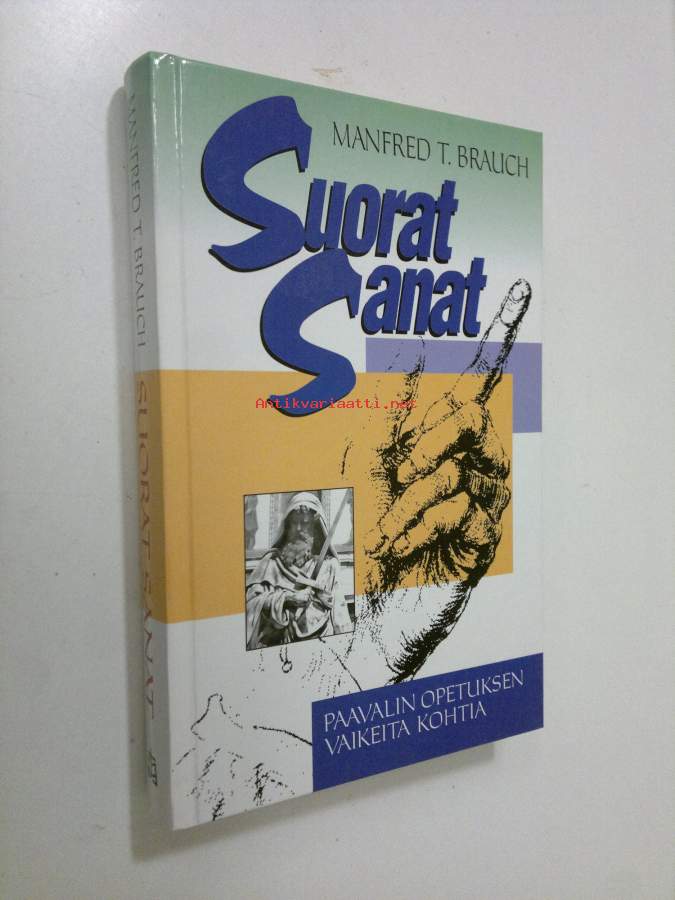 MANFRED T. BRAUCH
Suorat
Sanat
Antikvariaatti.net
PAAVALIN OPETUKSEN
VAIKEITA KOHTIA
MANFRED T. BRAUCH SUORAT SANAT